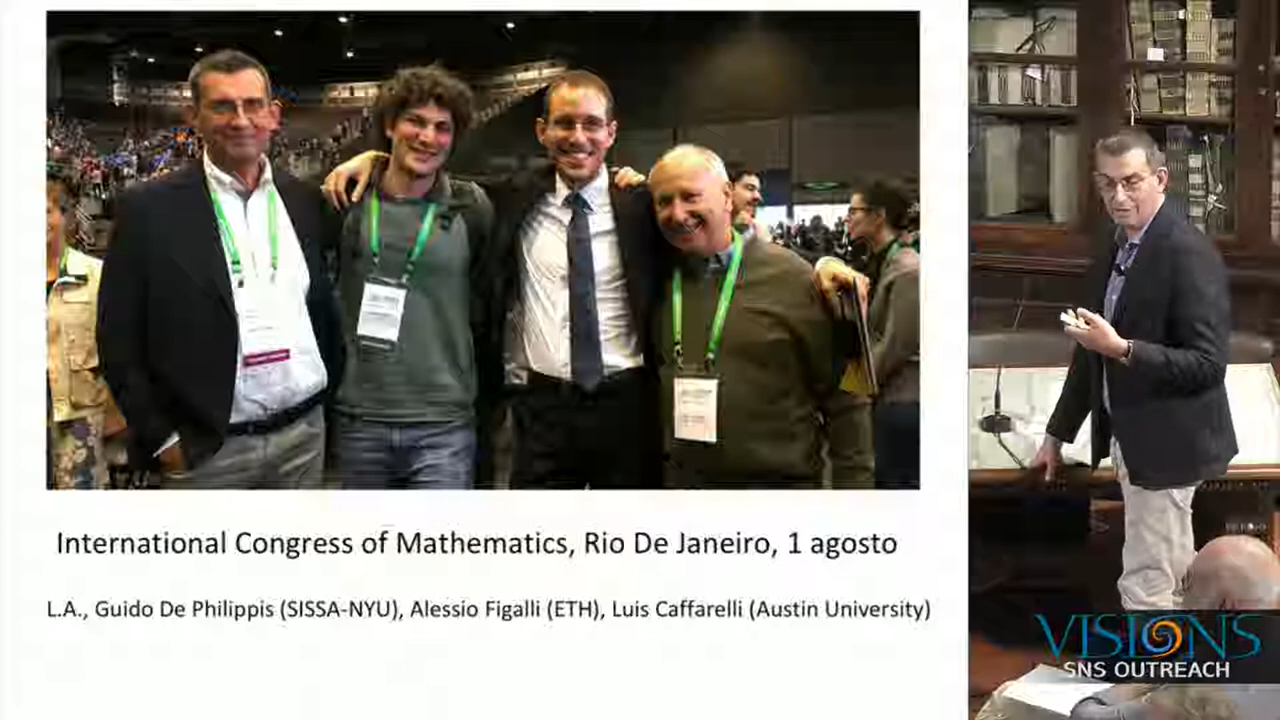 International Congress of Mathematics, Rio De Janeiro, 1 agosto
L.A., Guido De Philippis (SISSA-NYU), Alessio Figalli (ETH), Luis Caffarelli (Austin University)
VISIONS
SNS OUTREACH